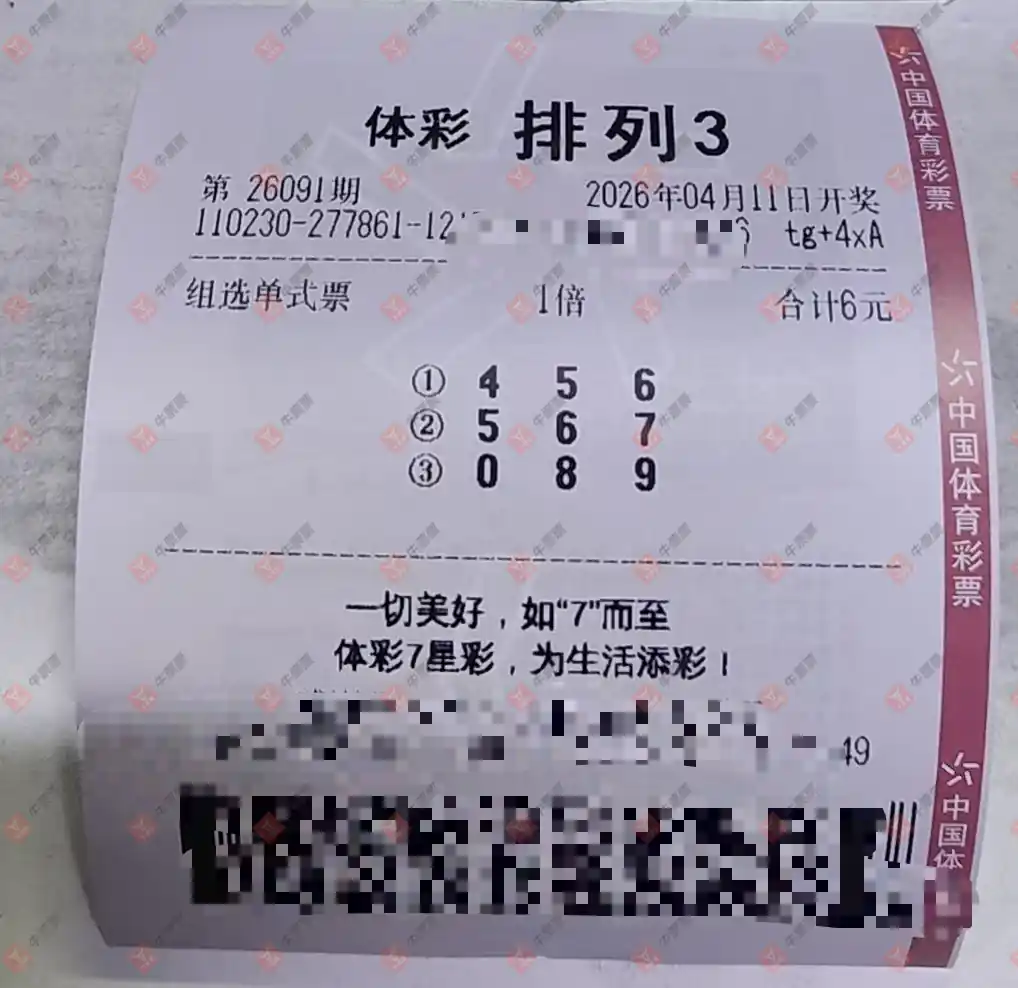 体彩 排列3
第 26091期 2026年04月11日开奖
110230-277861-12 tg+4xA
组选单式票 1倍 合计6元
① 4 5 6
② 5 6 7
③ 0 8 9
一切美好，如“7”而至
体彩7星彩，为生活添彩！
49
中国体育彩票
中国体育彩票
中国体